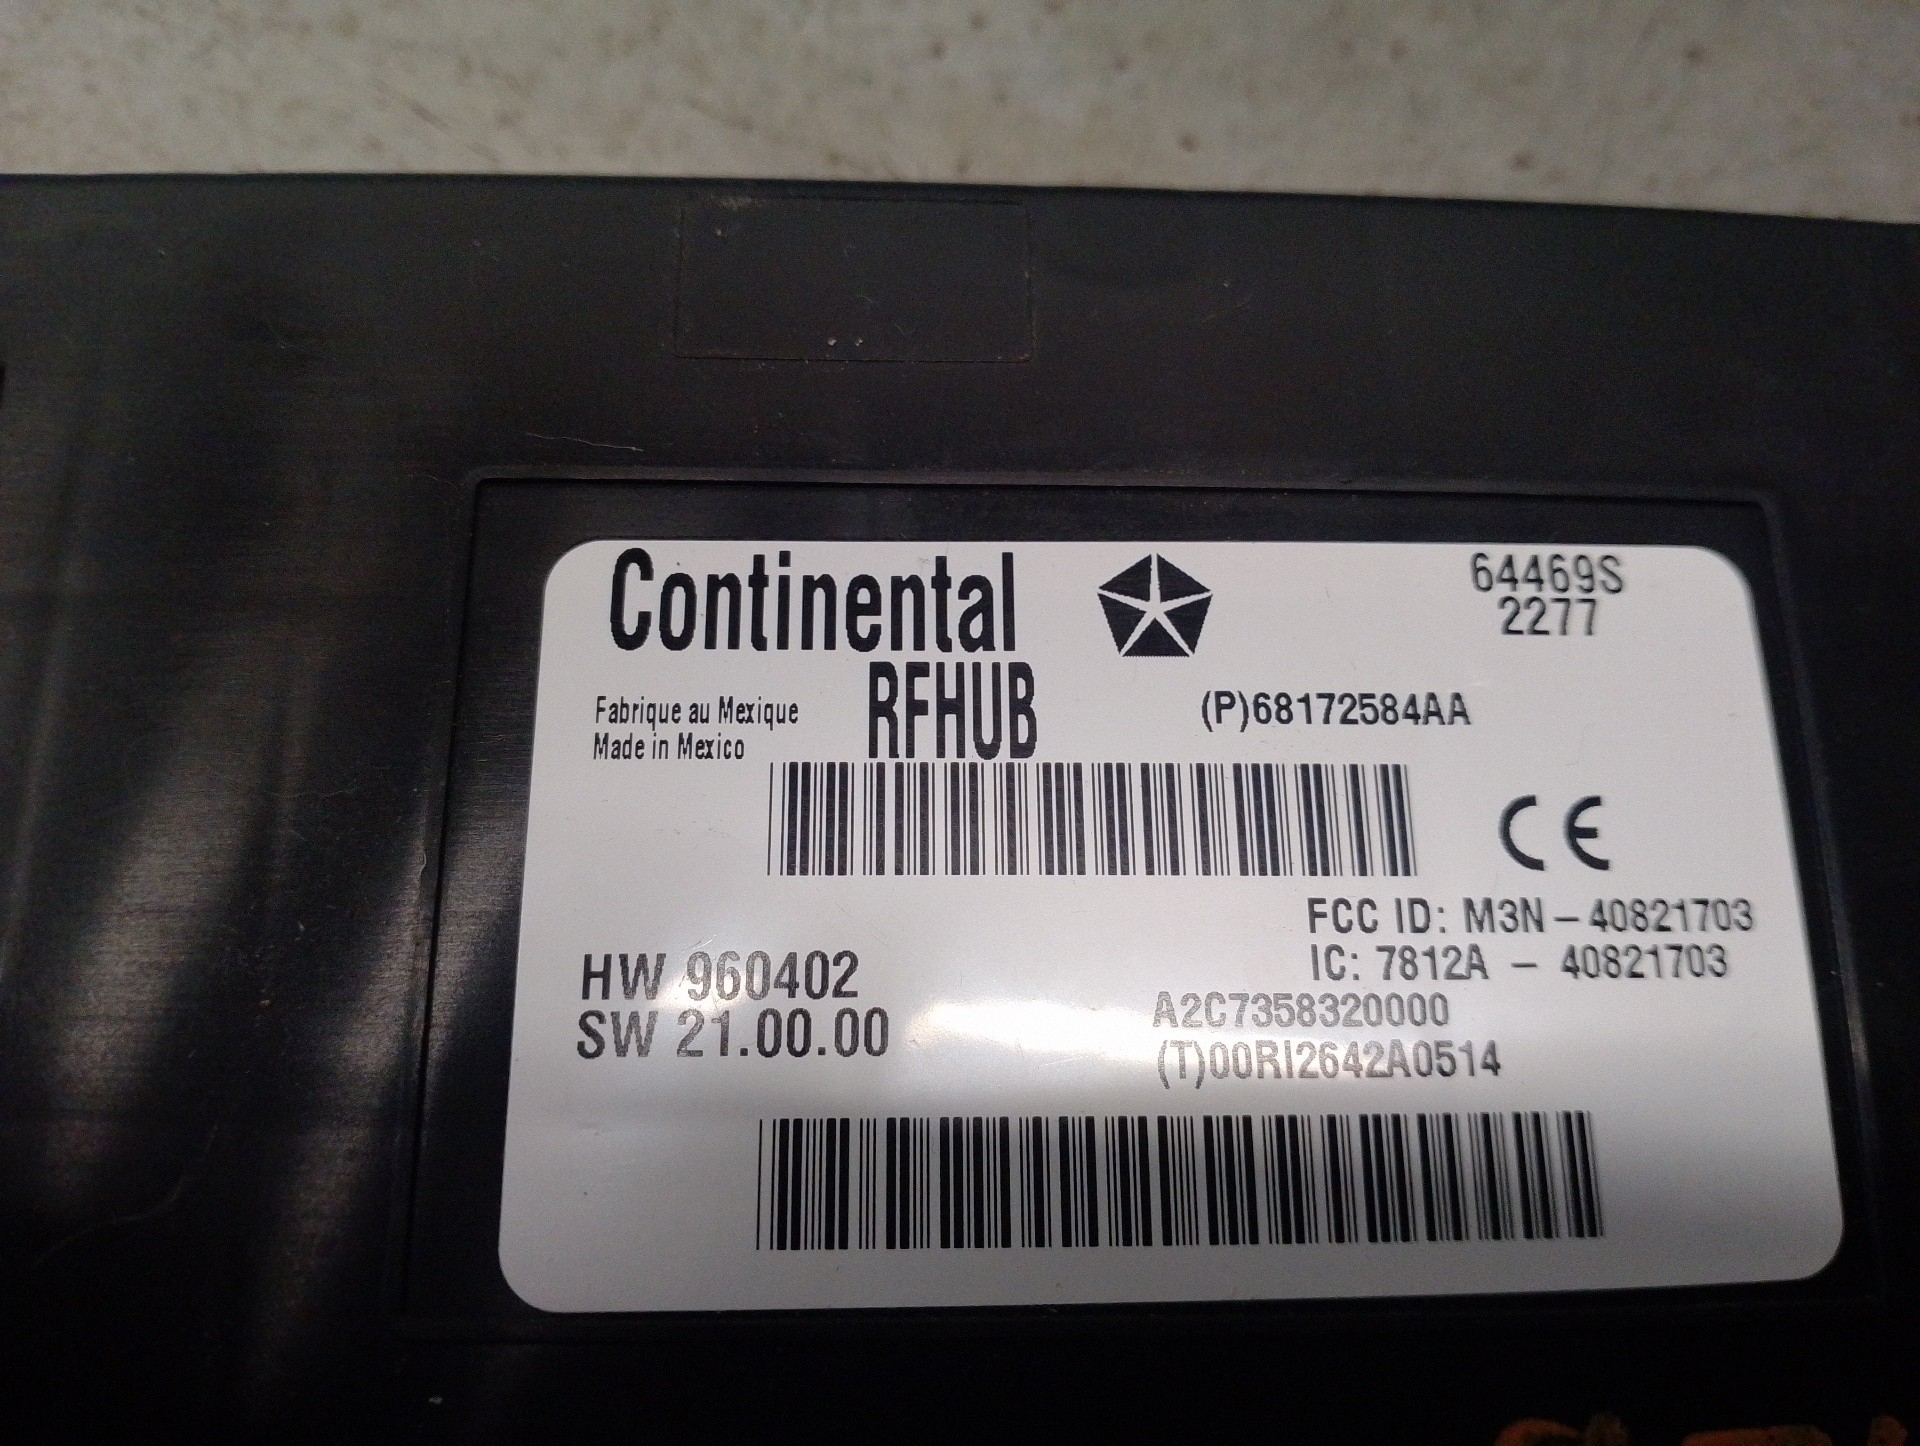 Continental
64469S
2277
RFHUB
Fabrique au Mexique
Made in Mexico
(P)68172584AA
CE
FCC ID: M3N-40821703
IC: 7812A - 40821703
HW 960402
SW 21.00.00
A2C7358320000
(T)00RI2642A0514